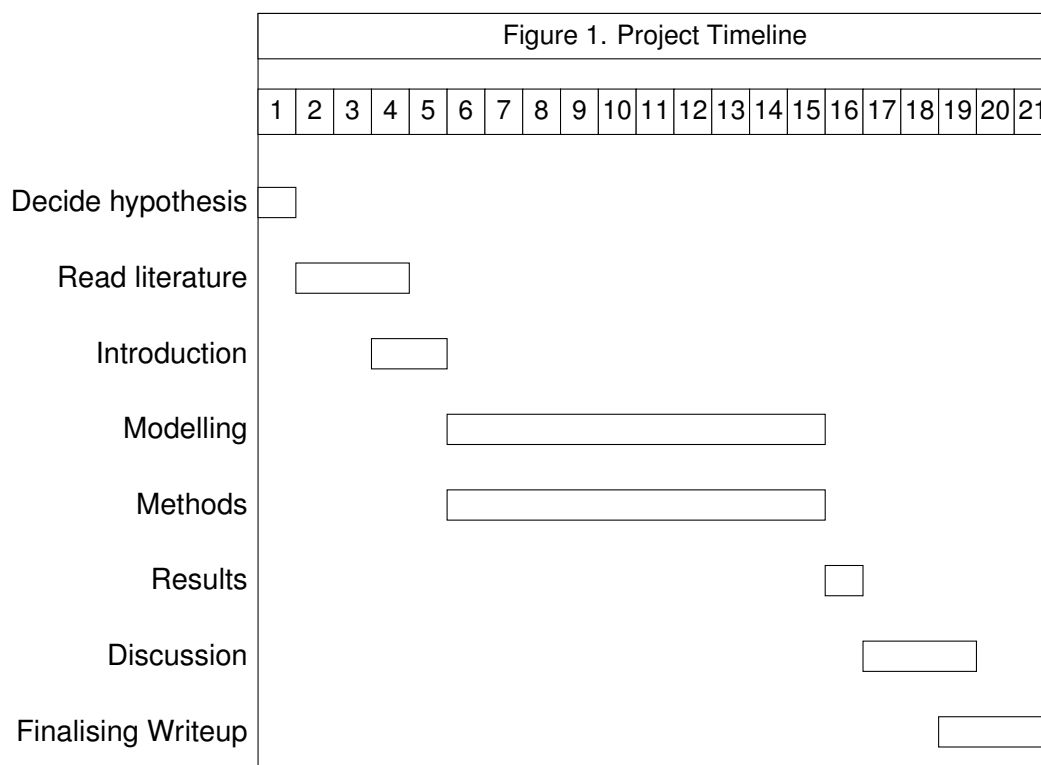 Figure 1. Project Timeline
1 2 3 4 5 6 7 8 9 10 11 12 13 14 15 16 17 18 19 20 21
Decide hypothesis
Read literature
Introduction
Modelling
Methods
Results
Discussion
Finalising Writeup